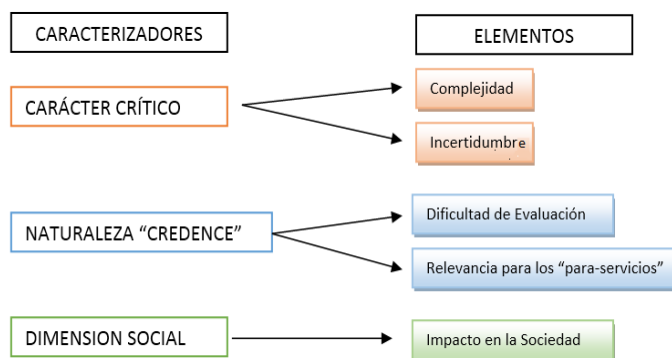 CARACTERIZADORES
ELEMENTOS
CARÁCTER CRÍTICO
Complejidad
Incertidumbre
NATURALEZA “CREDENCE”
Dificultad de Evaluación
Relevancia para los “para-servicios”
DIMENSION SOCIAL
Impacto en la Sociedad